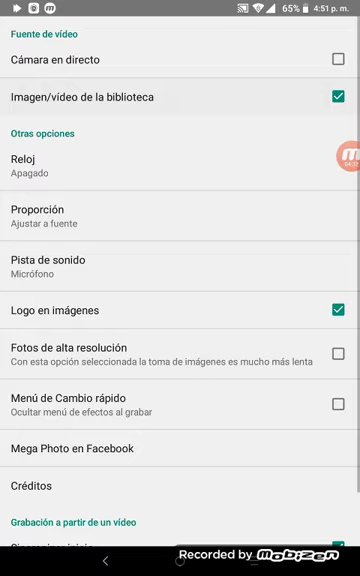 65% 4:51 p. m.
Fuente de vídeo
Cámara en directo
Imagen/vídeo de la biblioteca
Otras opciones
Reloj
Apagado
Proporción
Ajustar a fuente
Pista de sonido
Micrófono
Logo en imágenes
Fotos de alta resolución
Con esta opción seleccionada la toma de imágenes es mucho más lenta
Menú de Cambio rápido
Ocultar menú de efectos al grabar
Mega Photo en Facebook
Créditos
Grabación a partir de un vídeo
Recorded by Mobizen